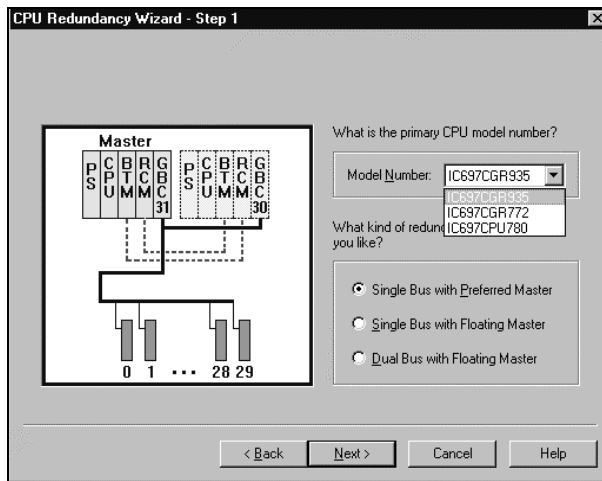 CPU Redundancy Wizard - Step 1
What is the primary CPU model number?
Master
PS CPU BTM RCM GBC 31 PS CPU BTM RCM GBC 30
Model Number: IC697CGR935
IC697CGR935
IC697CGR772
IC697CPU780
What kind of redun
you like?
Single Bus with Preferred Master
Single Bus with Floating Master
Dual Bus with Floating Master
0 1 ••• 28 29
< Back Next > Cancel Help